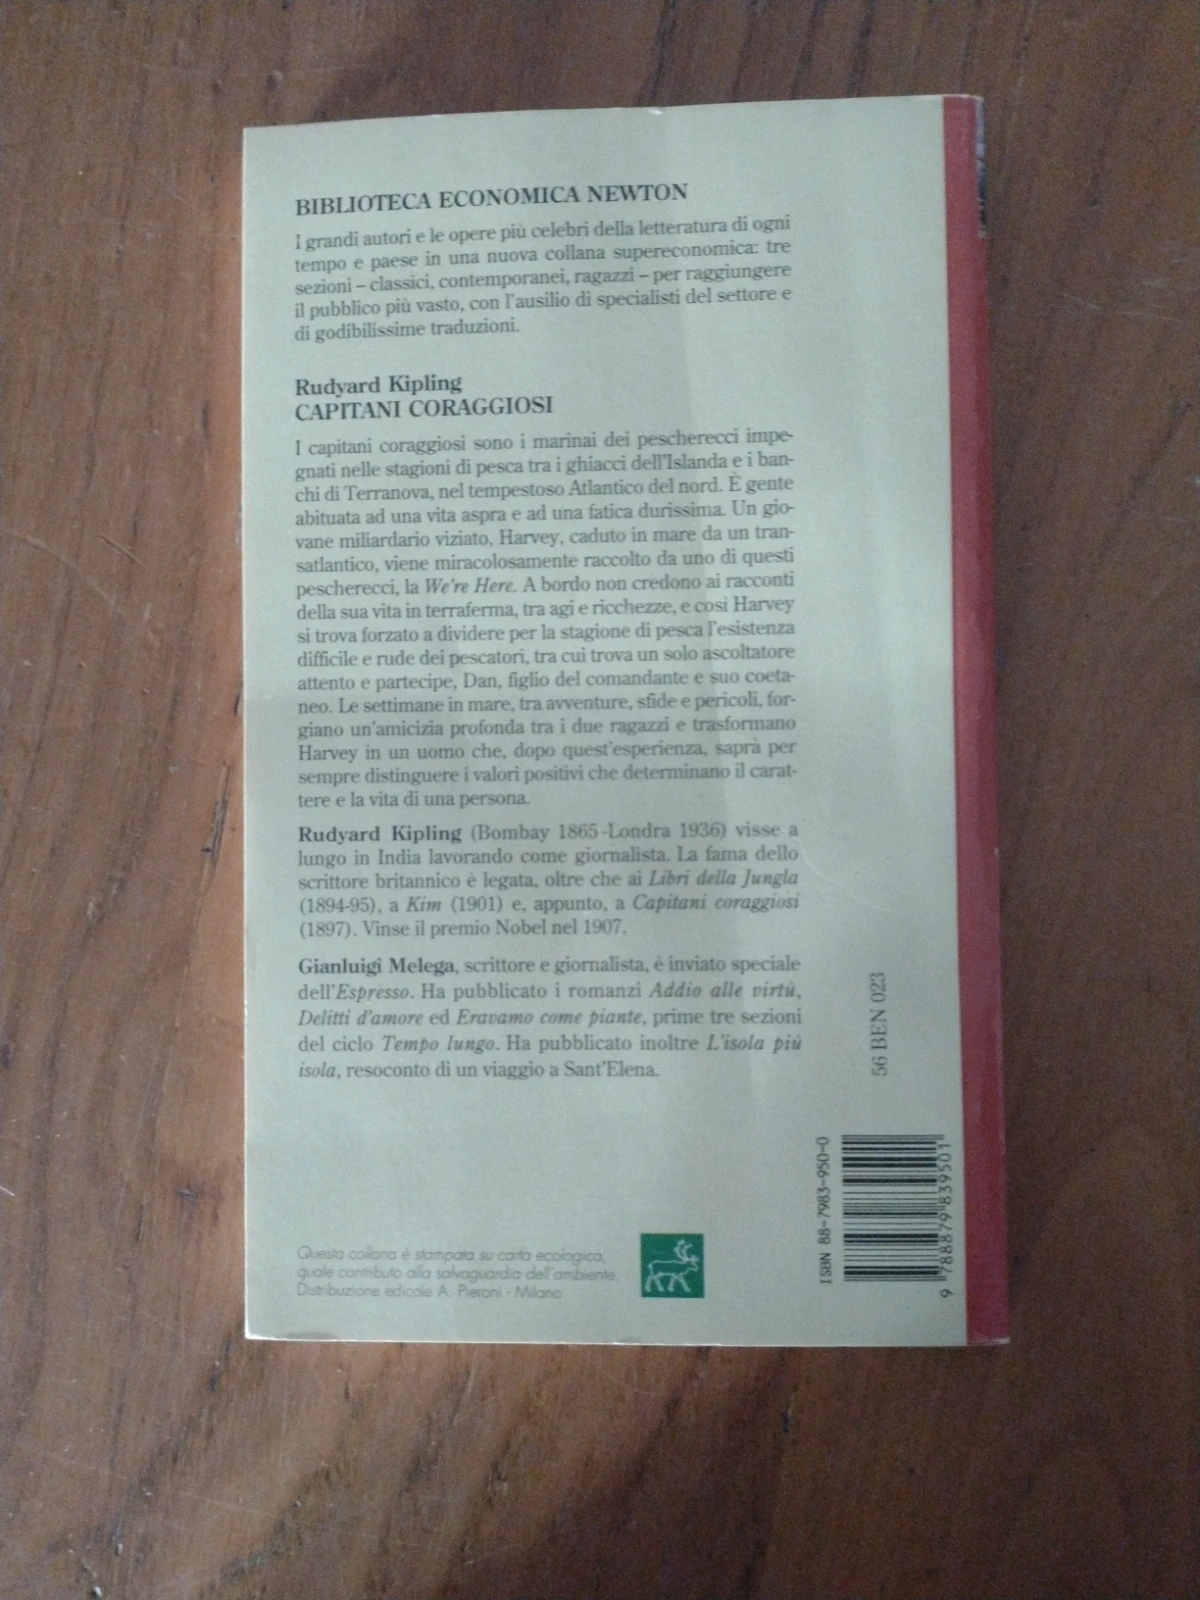 BIBLIOTECA ECONOMICA NEWTON
I grandi autori e le opere più celebri della letteratura di ogni
tempo e paese in una nuova collana supereconomica: tre
sezioni – classici, contemporanei, ragazzi – per raggiungere
il pubblico più vasto, con l'ausilio di specialisti del settore e
di godibilissime traduzioni.
Rudyard Kipling
CAPITANI CORAGGIOSI
I capitani coraggiosi sono i marinai dei pescherecci impe-
gnati nelle stagioni di pesca tra i ghiacci dell'Islanda e i ban-
chi di Terranova, nel tempestoso Atlantico del nord. È gente
abituata ad una vita aspra e ad una fatica durissima. Un gio-
vane miliardario viziato, Harvey, caduto in mare da un tran-
satlantico, viene miracolosamente raccolto da uno di questi
pescherecci, la We're Here. A bordo non credono ai racconti
della sua vita in terraferma, tra agi e ricchezze, e così Harvey
si trova forzato a dividere per la stagione di pesca l'esistenza
difficile e rude dei pescatori, tra cui trova un solo ascoltatore
attento e partecipe, Dan, figlio del comandante e suo coeta-
neo. Le settimane in mare, tra avventure, sfide e pericoli, for-
giano un'amicizia profonda tra i due ragazzi e trasformano
Harvey in un uomo che, dopo quest'esperienza, saprà per
sempre distinguere i valori positivi che determinano il carat-
tere e la vita di una persona.
Rudyard Kipling (Bombay 1865-Londra 1936) visse a
lungo in India lavorando come giornalista. La fama dello
scrittore britannico è legata, oltre che ai Libri della Jungla
(1894-95), a Kim (1901) e, appunto, a Capitani coraggiosi
(1897). Vinse il premio Nobel nel 1907.
Gianluigi Melega, scrittore e giornalista, è inviato speciale
dell'Espresso. Ha pubblicato i romanzi Addio alle virtù,
Delitti d'amore ed Eravamo come piante, prime tre sezioni
del ciclo Tempo lungo. Ha pubblicato inoltre L'isola più
isola, resoconto di un viaggio a Sant'Elena.
56 BEN 023
ISBN 88-7983-950-0
9 788879 839501
Questa collana è stampata su carta ecologica,
quale contributo alla salvaguardia dell'ambiente.
Distribuzione edicole A. Pieroni - Milano